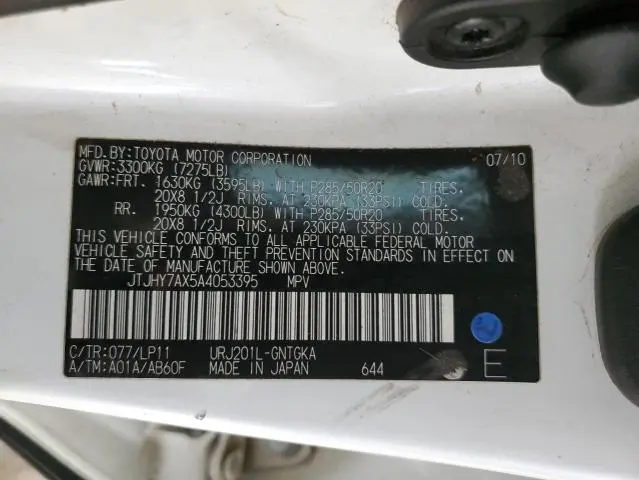 MFD.BY:TOYOTA MOTOR CORPORATION 07/10
GVWR:3300KG (7275LB)
GAWR:FRT. 1630KG (3595LB) WITH P285/50R20 TIRES.
20X8 1/2J RIMS. AT 230KPA (33PSI) COLD.
RR. 1950KG (4300LB) WITH P285/50R20 TIRES.
20X8 1/2J RIMS. AT 230KPA (33PSI) COLD.
THIS VEHICLE CONFORMS TO ALL APPLICABLE FEDERAL MOTOR
VEHICLE SAFETY AND THEFT PREVENTION STANDARDS IN EFFECT ON
THE DATE OF MANUFACTURE SHOWN ABOVE.
JTJHY7AX5A4053395 MPV
C/TR:077/LP11 URJ201L-GNTGKA
A/TM:A01A/AB60F MADE IN JAPAN 644 E